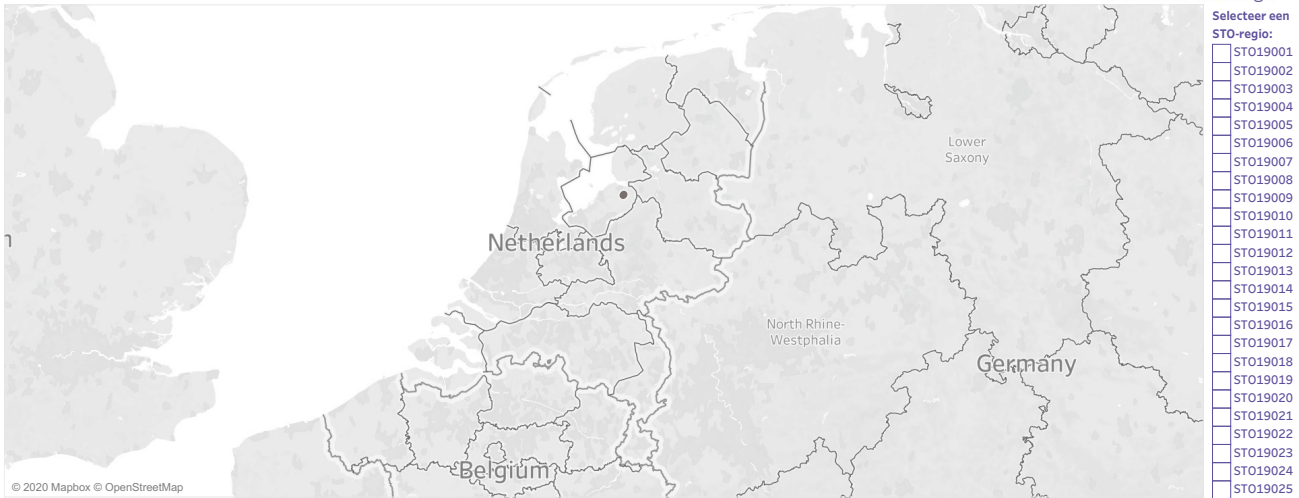 Selecteer een
STO-regio:
STO19001
STO19002
STO19003
STO19004
STO19005
STO19006
STO19007
STO19008
STO19009
STO19010
STO19011
STO19012
STO19013
STO19014
STO19015
STO19016
STO19017
STO19018
STO19019
STO19020
STO19021
STO19022
STO19023
STO19024
STO19025
Lower
Saxony
Netherlands
North Rhine-
Westphalia
Germany
Belgium
© 2020 Mapbox © OpenStreetMap